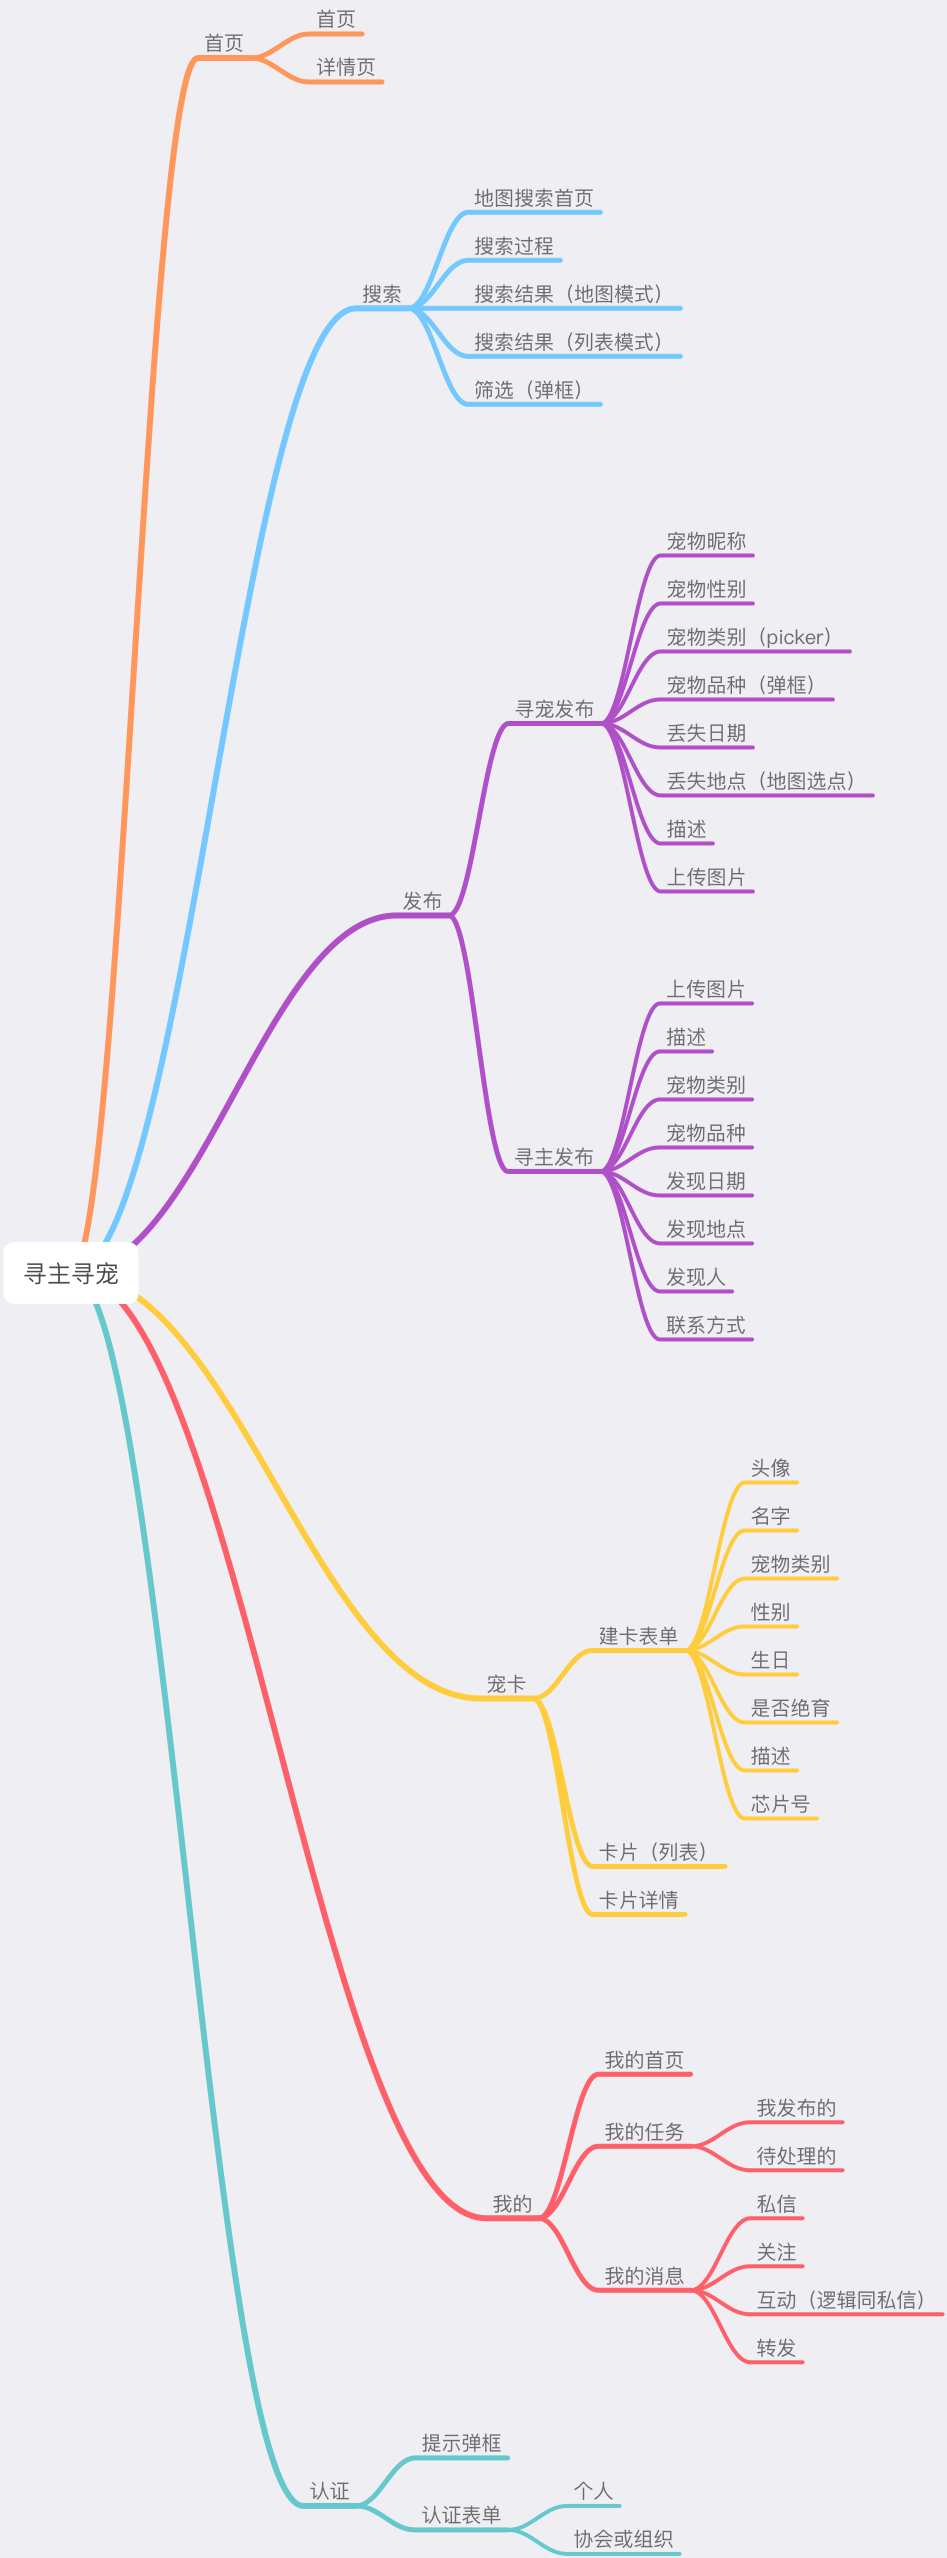 首页
首页
详情页
地图搜索首页
搜索过程
搜索
搜索结果（地图模式）
搜索结果（列表模式）
筛选（弹框）
宠物昵称
宠物性别
宠物类别（picker）
宠物品种（弹框）
寻宠发布
丢失日期
丢失地点（地图选点）
描述
上传图片
发布
上传图片
描述
宠物类别
宠物品种
寻主发布
发现日期
发现地点
发现人
联系方式
寻主寻宠
头像
名字
宠物类别
性别
建卡表单
生日
宠卡
是否绝育
描述
芯片号
卡片（列表）
卡片详情
我的首页
我发布的
我的任务
待处理的
我的
私信
关注
我的消息
互动（逻辑同私信）
转发
提示弹框
认证
个人
认证表单
协会或组织